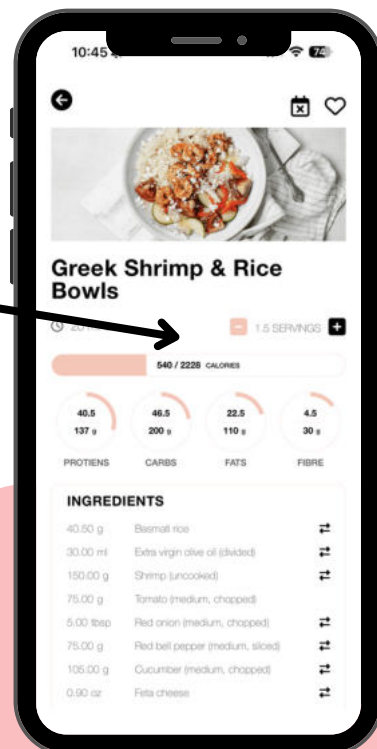 10:45
74
Greek Shrimp & Rice
Bowls
1.5 SERVINGS
540 / 2228 CALORIES
40.5
137 g
PROTIENS
46.5
200 g
CARBS
22.5
110 g
FATS
4.5
30 g
FIBRE
INGREDIENTS
40.50 g Basmati rice
30.00 ml Extra virgin olive oil (divided)
150.00 g Shrimp (uncooked)
75.00 g Tomato (medium, chopped)
5.00 tbsp Red onion (medium, chopped)
75.00 g Red bell pepper (medium, sliced)
105.00 g Cucumber (medium, chopped)
0.90 oz Feta cheese